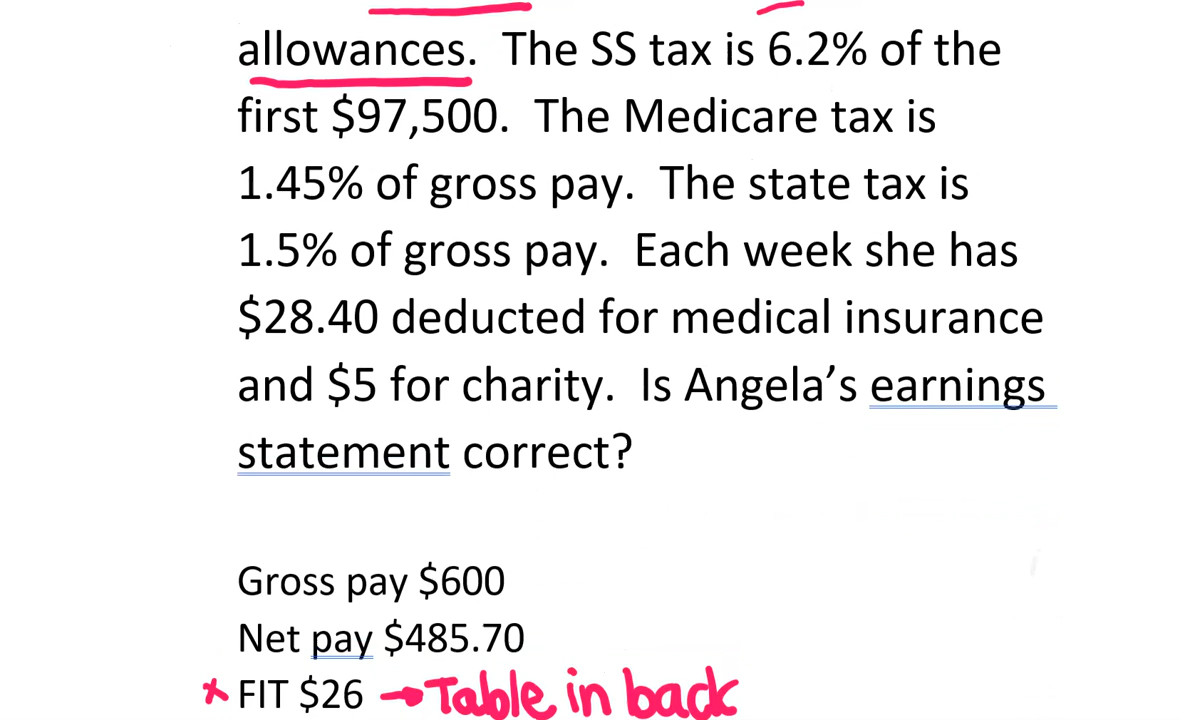 allowances.  The SS tax is 6.2% of the
first $97,500.  The Medicare tax is
1.45% of gross pay.  The state tax is
1.5% of gross pay.  Each week she has
$28.40 deducted for medical insurance
and $5 for charity.  Is Angela’s earnings
statement correct?
Gross pay $600
Net pay $485.70
* FIT $26 → Table in back